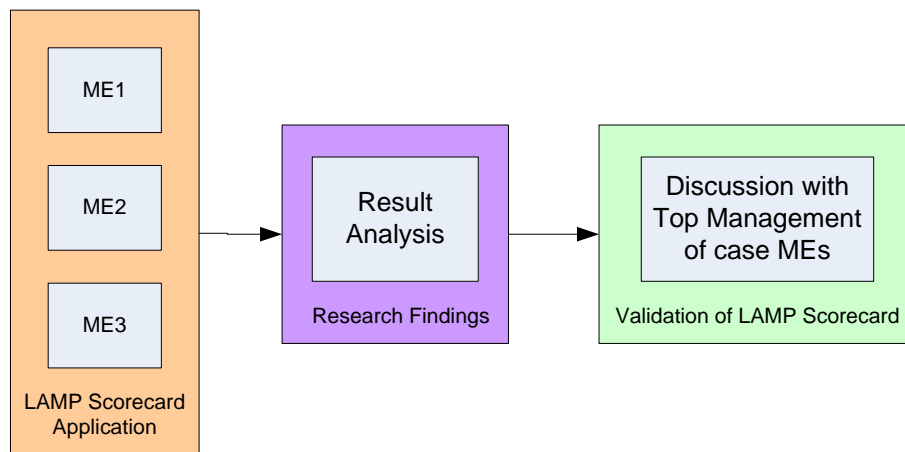 ME1
ME2
ME3
LAMP Scorecard
Application
Result
Analysis
Research Findings
Discussion with
Top Management
of case MEs
Validation of LAMP Scorecard